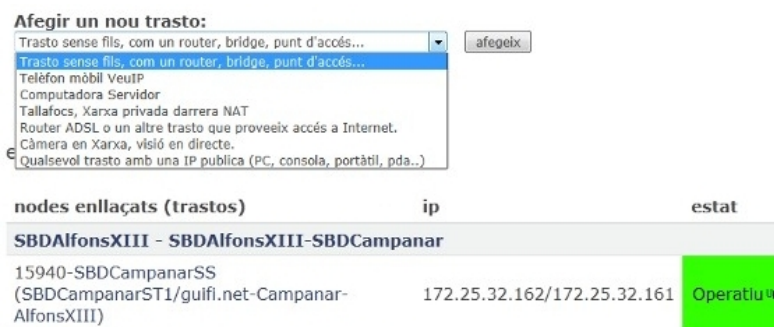 Afegir un nou trasto:
Trasto sense fils, com un router, bridge, punt d'accés... afegeix
Trasto sense fils, com un router, bridge, punt d'accés...
Telèfon mòbil VeuIP
Computadora Servidor
Tallafocs, Xarxa privada darrera NAT
Router ADSL o un altre trasto que proveeix accés a Internet.
Càmera en Xarxa, visió en directe.
Qualsevol trasto amb una IP publica (PC, consola, portàtil, pda..)
nodes enllaçats (trastos) ip estat
SBDAlfonsXIII - SBDAlfonsXIII-SBDCampanar
15940-SBDCampanarSS
(SBDCampanarST1/guifi.net-Campanar- 172.25.32.162/172.25.32.161 Operatiu
AlfonsXIII)